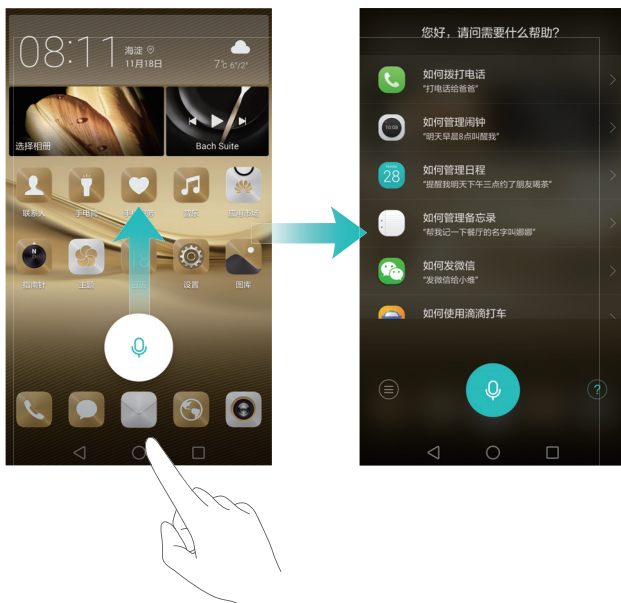 08:11
海淀
11月18日
7℃ 6°/2°
选择相册
Bach Suite
联系人
手电筒
音乐
应用市场
N
指南针
主题
设置
图库
您好，请问需要什么帮助?
如何拨打电话
"打电话给爸爸"
10:08
如何管理闹钟
"明天早晨8点叫醒我"
28
如何管理日程
"提醒我明天下午三点约了朋友喝茶"
如何管理备忘录
"帮我记一下餐厅的名字叫娜娜"
如何发微信
"发微信给小维"
如何使用滴滴打车
?